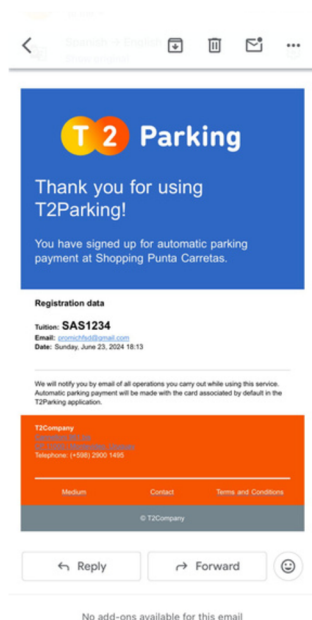 T2 Parking
Thank you for using
T2Parking!
You have signed up for automatic parking
payment at Shopping Punta Carretas.
Registration data
Tuition: SAS1234
Email: promichfsd@gmail.com
Date: Sunday, June 23, 2024 18:13
We will notify you by email of all operations you carry out while using this service.
Automatic parking payment will be made with the card associated by default in the
T2Parking application.
T2Company
Telephone: (+598) 2900 1495
Medium Contact Terms and Conditions
© T2Company
Reply Forward
No add-ons available for this email